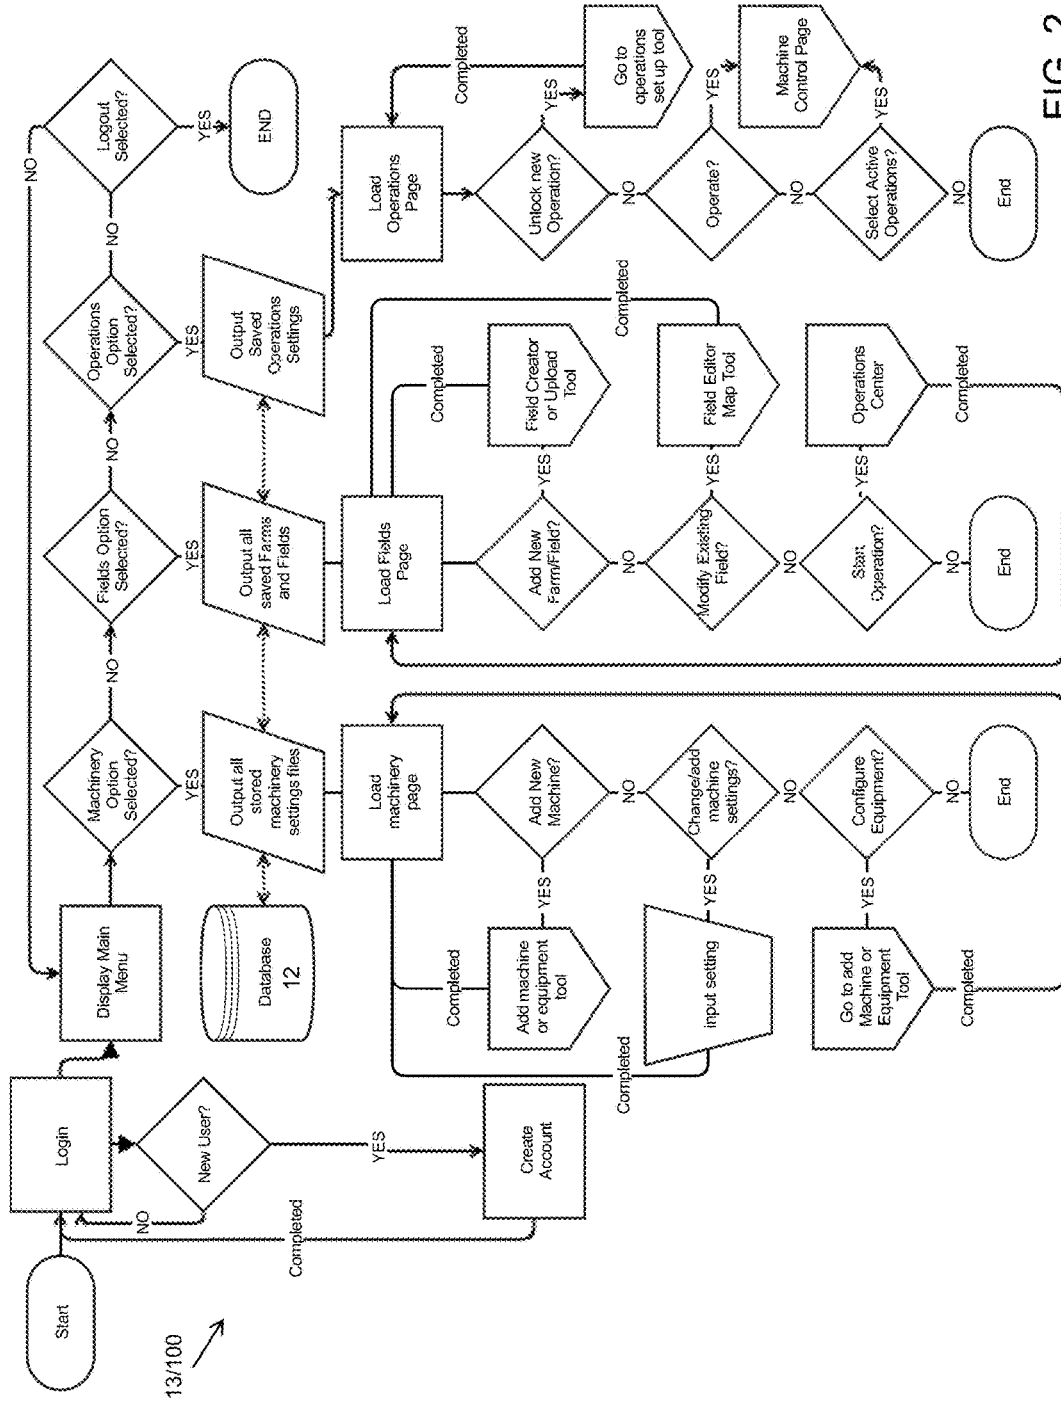 13/100
Start
Login
New User?
NO
YES
Completed
Create
Account
Display Main
Menu
Machinery
Option
Selected?
NO
Fields Option
Selected?
NO
Operations
Option
Selected?
NO
Logout
Selected?
NO
YES
END
YES
YES
YES
Database
12
Output all
stored
machinery
settings files
Output all
saved Farms
and Fields
Output
Saved
Operations
Settings
Load
machinery
page
Completed
Add machine
or equipment
tool
YES
Add New
Machine?
NO
Completed
input setting
YES
Change/add
machine
settings?
NO
Go to add
Machine or
Equipment
Tool
YES
Configure
Equipment?
NO
Completed
End
Load Fields
Page
Completed
Add New
Farm/Field?
YES
Field Creator
or Upload
Tool
NO
Completed
Modify Existing
Field?
YES
Field Editor
Map Tool
NO
Start
Operation?
YES
Operations
Center
NO
Completed
End
Load
Operations
Page
Completed
Unlock new
Operation?
YES
Go to
operations
set up tool
NO
Operate?
YES
Machine
Control Page
NO
Select Active
Operations?
YES
NO
End
FIG. 2